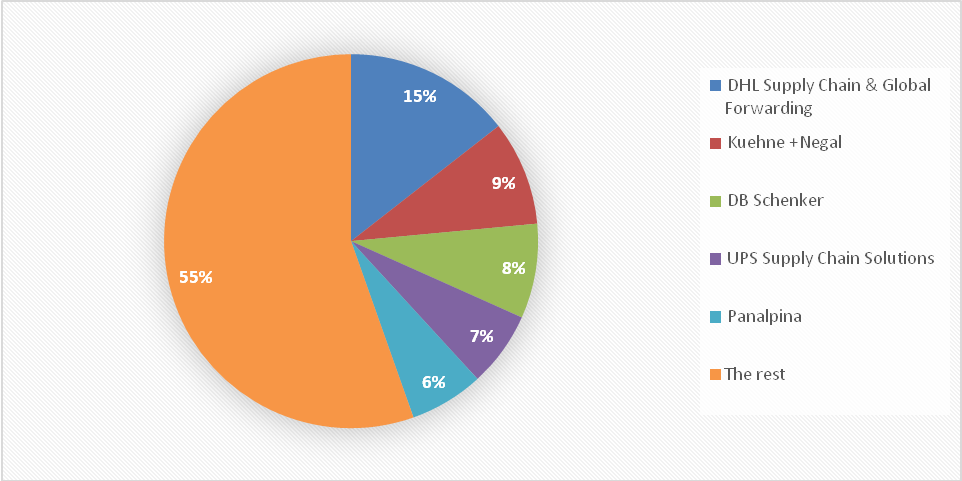 15%
9%
8%
7%
6%
55%
DHL Supply Chain & Global
Forwarding
Kuehne +Negal
DB Schenker
UPS Supply Chain Solutions
Panalpina
The rest